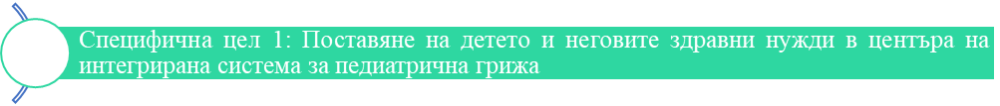 Специфична цел 1: Поставяне на детето и неговите здравни нужди в центъра на
интегрирана система за педиатрична грижа